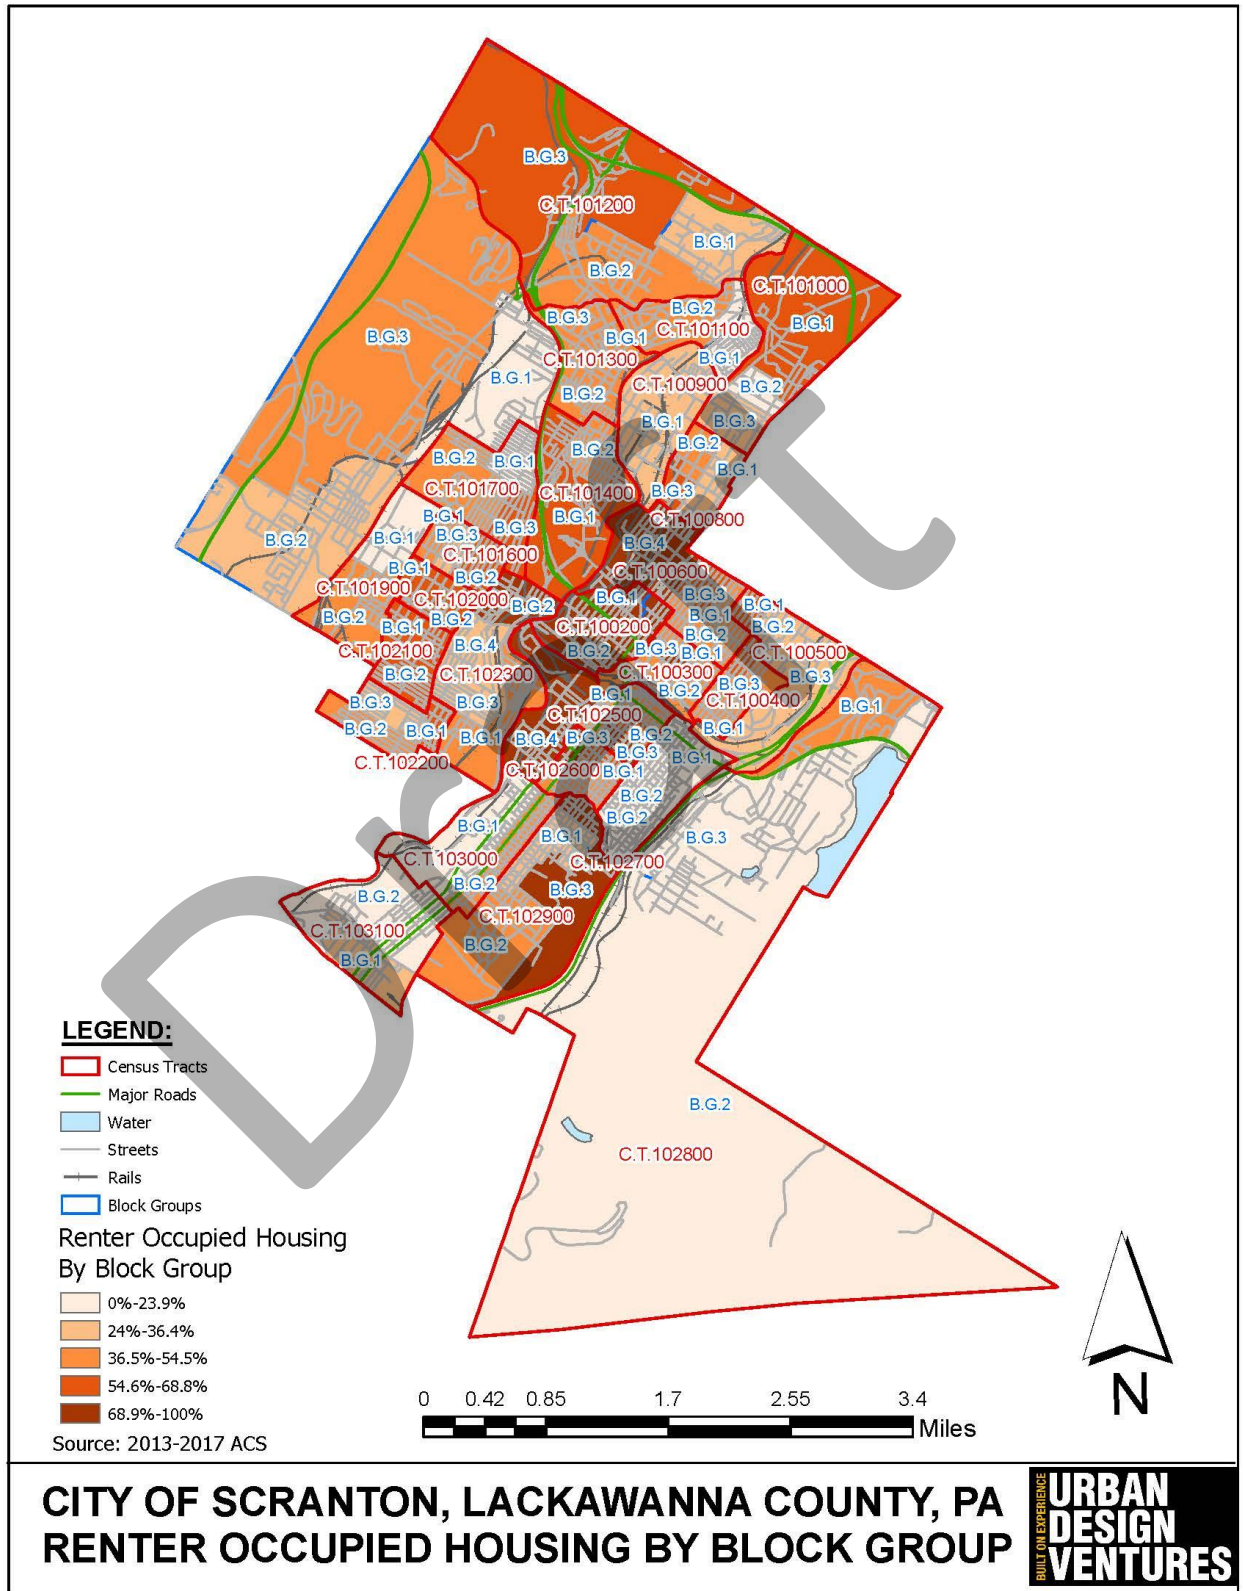 B.G.3
C.T.101200
B.G.1
B.G.2
C.T.101000
B.G.1
B.G.2
C.T.101100
B.G.3
B.G.1
B.G.3
C.T.101300
B.G.1
C.T.100900
B.G.2
B.G.1
B.G.2
B.G.1
B.G.3
B.G.2
B.G.2
B.G.2
B.G.1
B.G.1
C.T.101700
C.T.101400
B.G.3
B.G.1
B.G.1
B.G.3
C.T.100800
B.G.3
B.G.1
B.G.2
B.G.4
C.T.101600
B.G.1
C.T.100600
B.G.2
C.T.101900
B.G.3
B.G.1
C.T.102000
B.G.2
B.G.1
B.G.1
B.G.2
B.G.2
B.G.1
C.T.100200
B.G.2
B.G.2
C.T.102100
B.G.4
B.G.2
B.G.3
B.G.1
C.T.100500
B.G.2
C.T.102300
C.T.100300
B.G.3
B.G.3
B.G.3
B.G.3
B.G.1
B.G.2
C.T.100400
B.G.1
C.T.102500
B.G.2
B.G.1
B.G.1
B.G.4
B.G.3
B.G.2
B.G.1
C.T.102200
C.T.102600
B.G.3
B.G.1
B.G.1
B.G.2
B.G.2
B.G.1
B.G.1
B.G.3
C.T.103000
C.T.102700
B.G.2
B.G.2
B.G.3
C.T.103100
C.T.102900
B.G.1
B.G.2
B.G.2
C.T.102800
Draft
LEGEND:
Census Tracts
Major Roads
Water
Streets
Rails
Block Groups
Renter Occupied Housing
By Block Group
0%-23.9%
24%-36.4%
36.5%-54.5%
54.6%-68.8%
68.9%-100%
Source: 2013-2017 ACS
0 0.42 0.85 1.7 2.55 3.4
Miles
N
CITY OF SCRANTON, LACKAWANNA COUNTY, PA
RENTER OCCUPIED HOUSING BY BLOCK GROUP
BUILT ON EXPERIENCE
URBAN
DESIGN
VENTURES